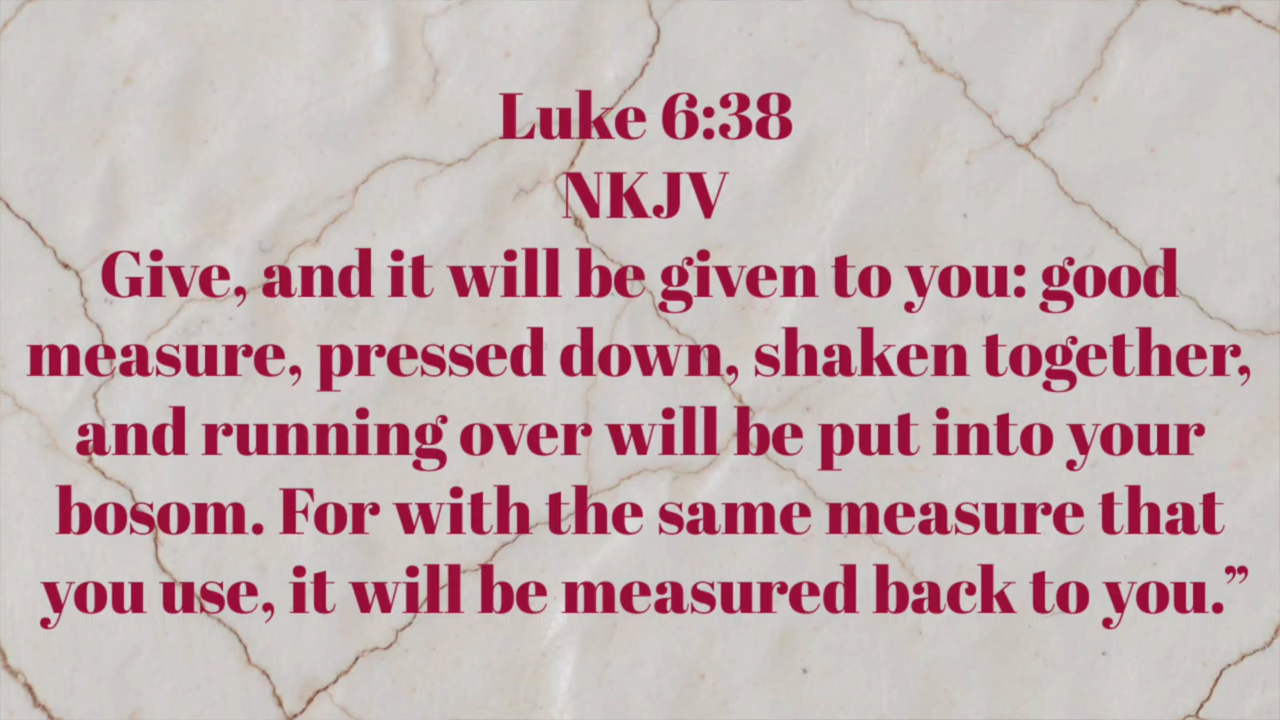 Luke 6:38
NKJV
Give, and it will be given to you: good
measure, pressed down, shaken together,
and running over will be put into your
bosom. For with the same measure that
you use, it will be measured back to you.”